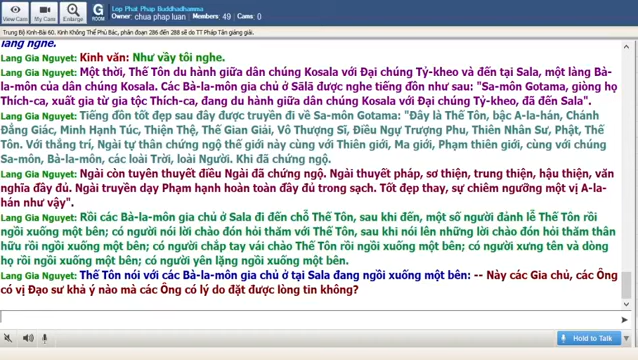 View Cam
My Cam
Enlarge
G
ROOM
Lop Phat Phap Buddhadhamma
Owner: chua phap luan | Members: 49 | Cams: 0
Trung Bộ Kinh-Bài 60. Kinh Không Thể Phủ Bác, phân đoạn 286 đến 288 sẽ do TT Pháp Tân giảng giải.
lắng nghe.
Lang Gia Nguyet: Kinh văn: Như vầy tôi nghe.
Lang Gia Nguyet: Một thời, Thế Tôn du hành giữa dân chúng Kosala với Đại chúng Tỷ-kheo và đến tại Sala, một làng Bà-
la-môn của dân chúng Kosala. Các Bà-la-môn gia chủ ở Sālā được nghe tiếng đồn như sau: "Sa-môn Gotama, giòng họ
Thích-ca, xuất gia từ gia tộc Thích-ca, đang du hành giữa dân chúng Kosala với Đại chúng Tỷ-kheo, đã đến Sala".
Lang Gia Nguyet: Tiếng đồn tốt đẹp sau đây được truyền đi về Sa-môn Gotama: "Đây là Thế Tôn, bậc A-la-hán, Chánh
Đẳng Giác, Minh Hạnh Túc, Thiện Thệ, Thế Gian Giải, Vô Thượng Sĩ, Điều Ngự Trượng Phu, Thiên Nhân Sư, Phật, Thế
Tôn. Với thắng trí, Ngài tự thân chứng ngộ thế giới này cùng với Thiên giới, Ma giới, Phạm thiên giới, cùng với chúng
Sa-môn, Bà-la-môn, các loài Trời, loài Người. Khi đã chứng ngộ.
Lang Gia Nguyet: Ngài còn tuyên thuyết điều Ngài đã chứng ngộ. Ngài thuyết pháp, sơ thiện, trung thiện, hậu thiện, văn
nghĩa đầy đủ. Ngài truyền dạy Phạm hạnh hoàn toàn đầy đủ trong sạch. Tốt đẹp thay, sự chiêm ngưỡng một vị A-la-
hán như vậy".
Lang Gia Nguyet: Rồi các Bà-la-môn gia chủ ở Sala đi đến chỗ Thế Tôn, sau khi đến, một số người đảnh lễ Thế Tôn rồi
ngồi xuống một bên; có người nói lời chào đón hỏi thăm với Thế Tôn, sau khi nói lên những lời chào đón hỏi thăm thân
hữu rồi ngồi xuống một bên; có người chắp tay vái chào Thế Tôn rồi ngồi xuống một bên; có người xưng tên và dòng
họ rồi ngồi xuống một bên; có người yên lặng ngồi xuống một bên.
Lang Gia Nguyet: Thế Tôn nói với các Bà-la-môn gia chủ ở tại Sala đang ngồi xuống một bên: -- Này các Gia chủ, các Ông
có vị Đạo sư khả ý nào mà các Ông có lý do đặt được lòng tin không?
Hold to Talk